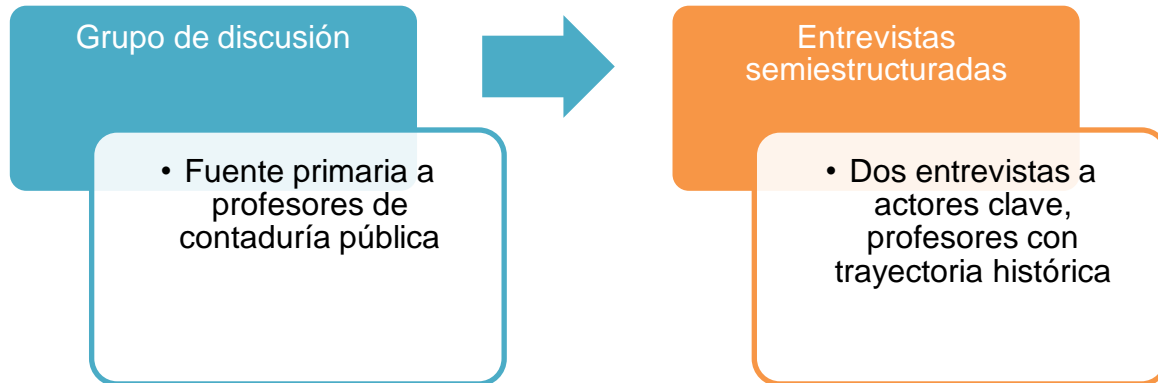 Grupo de discusión
• Fuente primaria a
profesores de
contaduría pública
Entrevistas
semiestructuradas
• Dos entrevistas a
actores clave,
profesores con
trayectoria histórica